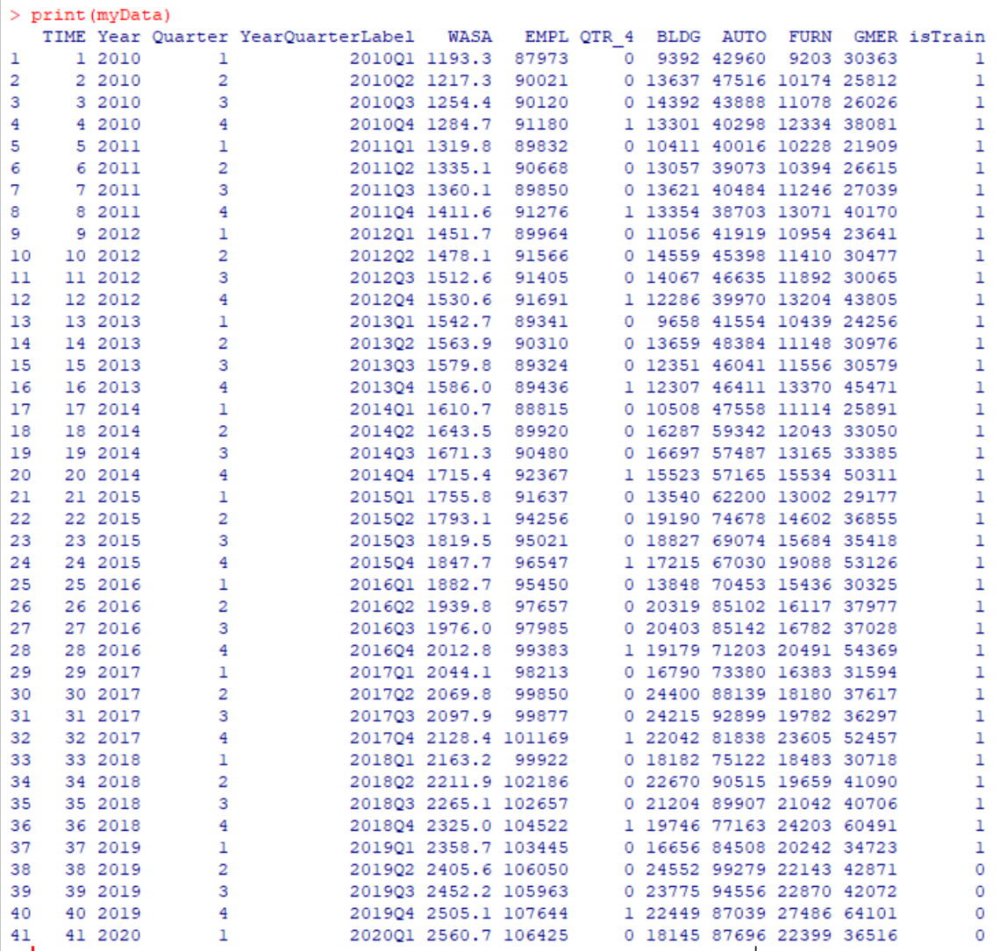 > print(myData)
TIME Year Quarter YearQuarterLabel WASA EMPL QTR_4 BLDG AUTO FURN GMER isTrain
1 1 2010 1 2010Q1 1193.3 87973 0 9392 42960 9203 30363 1
2 2 2010 2 2010Q2 1217.3 90021 0 13637 47516 10174 25812 1
3 3 2010 3 2010Q3 1254.4 90120 0 14392 43888 11078 26026 1
4 4 2010 4 2010Q4 1284.7 91180 1 13301 40298 12334 38081 1
5 5 2011 1 2011Q1 1319.8 89832 0 10411 40016 10228 21909 1
6 6 2011 2 2011Q2 1335.1 90668 0 13057 39073 10394 26615 1
7 7 2011 3 2011Q3 1360.1 89850 0 13621 40484 11246 27039 1
8 8 2011 4 2011Q4 1411.6 91276 1 13354 38703 13071 40170 1
9 9 2012 1 2012Q1 1451.7 89964 0 11056 41919 10954 23641 1
10 10 2012 2 2012Q2 1478.1 91566 0 14559 45398 11410 30477 1
11 11 2012 3 2012Q3 1512.6 91405 0 14067 46635 11892 30065 1
12 12 2012 4 2012Q4 1530.6 91691 1 12286 39970 13204 43805 1
13 13 2013 1 2013Q1 1542.7 89341 0 9658 41554 10439 24256 1
14 14 2013 2 2013Q2 1563.9 90310 0 13659 48384 11148 30976 1
15 15 2013 3 2013Q3 1579.8 89324 0 12351 46041 11556 30579 1
16 16 2013 4 2013Q4 1586.0 89436 1 12307 46411 13370 45471 1
17 17 2014 1 2014Q1 1610.7 88815 0 10508 47558 11114 25891 1
18 18 2014 2 2014Q2 1643.5 89920 0 16287 59342 12043 33050 1
19 19 2014 3 2014Q3 1671.3 90480 0 16697 57487 13165 33385 1
20 20 2014 4 2014Q4 1715.4 92367 1 15523 57165 15534 50311 1
21 21 2015 1 2015Q1 1755.8 91637 0 13540 62200 13002 29177 1
22 22 2015 2 2015Q2 1793.1 94256 0 19190 74678 14602 36855 1
23 23 2015 3 2015Q3 1819.5 95021 0 18827 69074 15684 35418 1
24 24 2015 4 2015Q4 1847.7 96547 1 17215 67030 19088 53126 1
25 25 2016 1 2016Q1 1882.7 95450 0 13848 70453 15436 30325 1
26 26 2016 2 2016Q2 1939.8 97657 0 20319 85102 16117 37977 1
27 27 2016 3 2016Q3 1976.0 97985 0 20403 85142 16782 37028 1
28 28 2016 4 2016Q4 2012.8 99383 1 19179 71203 20491 54369 1
29 29 2017 1 2017Q1 2044.1 98213 0 16790 73380 16383 31594 1
30 30 2017 2 2017Q2 2069.8 99850 0 24400 88139 18180 37617 1
31 31 2017 3 2017Q3 2097.9 99877 0 24215 92899 19782 36297 1
32 32 2017 4 2017Q4 2128.4 101169 1 22042 81838 23605 52457 1
33 33 2018 1 2018Q1 2163.2 99922 0 18182 75122 18483 30718 1
34 34 2018 2 2018Q2 2211.9 102186 0 22670 90515 19659 41090 1
35 35 2018 3 2018Q3 2265.1 102657 0 21204 89907 21042 40706 1
36 36 2018 4 2018Q4 2325.0 104522 1 19746 77163 24203 60491 1
37 37 2019 1 2019Q1 2358.7 103445 0 16656 84508 20242 34723 1
38 38 2019 2 2019Q2 2405.6 106050 0 24552 99279 22143 42871 0
39 39 2019 3 2019Q3 2452.2 105963 0 23775 94556 22870 42072 0
40 40 2019 4 2019Q4 2505.1 107644 1 22449 87039 27486 64101 0
41 41 2020 1 2020Q1 2560.7 106425 0 18145 87696 22399 36516 0